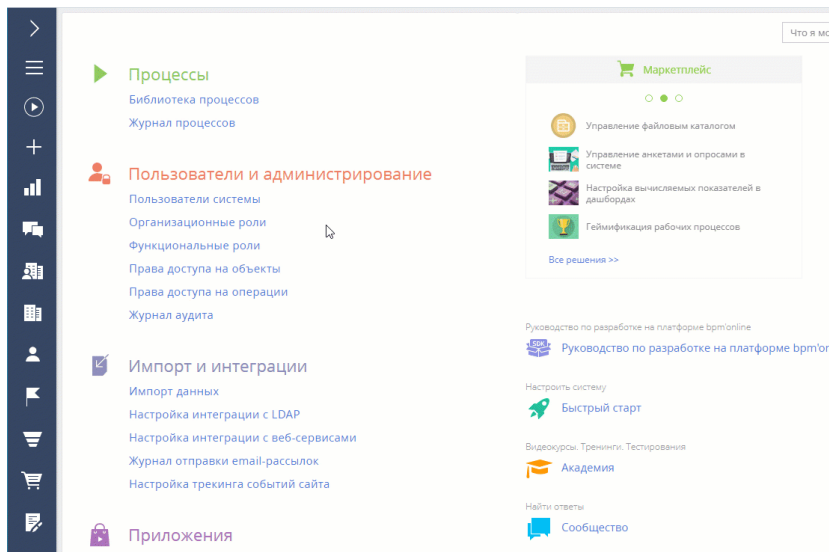 Что я мо
Процессы
Библиотека процессов
Журнал процессов
Пользователи и администрирование
Пользователи системы
Организационные роли
Функциональные роли
Права доступа на объекты
Права доступа на операции
Журнал аудита
Импорт и интеграции
Импорт данных
Настройка интеграции с LDAP
Настройка интеграции с веб-сервисами
Журнал отправки email-рассылок
Настройка трекинга событий сайта
Приложения
Маркетплейс
Управление файловым каталогом
Управление анкетами и опросами в
системе
Настройка вычисляемых показателей в
дашбордах
Геймификация рабочих процессов
Все решения >>
Руководство по разработке на платформе bpm'online
SDK
Руководство по разработке на платформе bpm'on
Настроить систему
Быстрый старт
Видеокурсы. Тренинги. Тестирования
Академия
Найти ответы
Сообщество